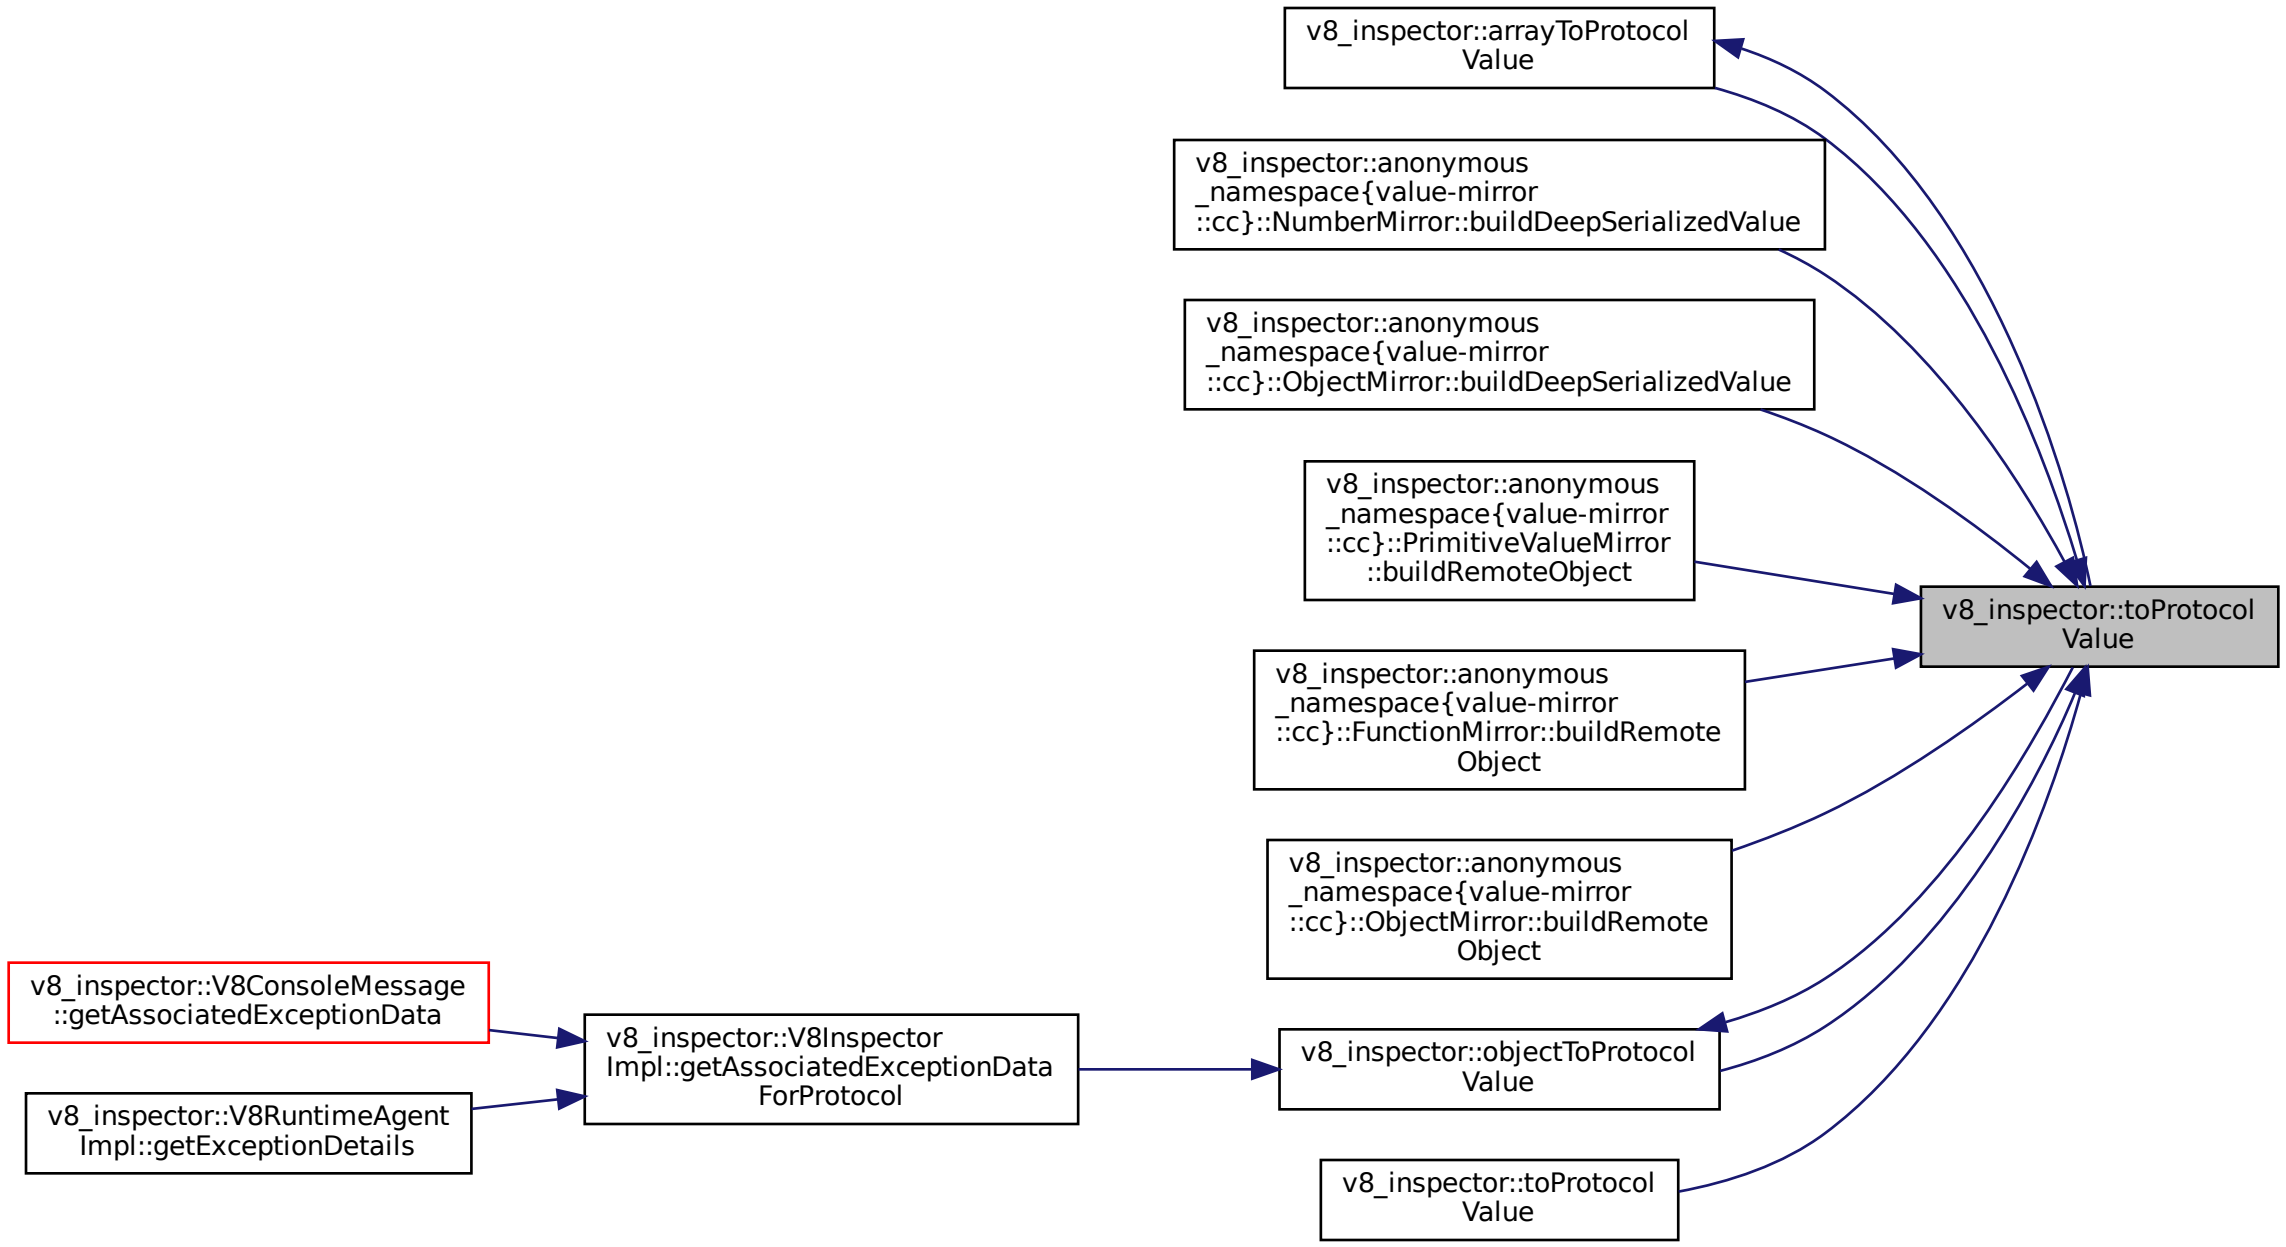 v8_inspector::arrayToProtocol
Value
v8_inspector::anonymous
_namespace{value-mirror
::cc}::NumberMirror::buildDeepSerializedValue
v8_inspector::anonymous
_namespace{value-mirror
::cc}::ObjectMirror::buildDeepSerializedValue
v8_inspector::anonymous
_namespace{value-mirror
::cc}::PrimitiveValueMirror
::buildRemoteObject
v8_inspector::toProtocol
Value
v8_inspector::anonymous
_namespace{value-mirror
::cc}::FunctionMirror::buildRemote
Object
v8_inspector::anonymous
_namespace{value-mirror
::cc}::ObjectMirror::buildRemote
Object
v8_inspector::V8ConsoleMessage
::getAssociatedExceptionData
v8_inspector::V8Inspector
Impl::getAssociatedExceptionData
ForProtocol
v8_inspector::objectToProtocol
Value
v8_inspector::V8RuntimeAgent
Impl::getExceptionDetails
v8_inspector::toProtocol
Value